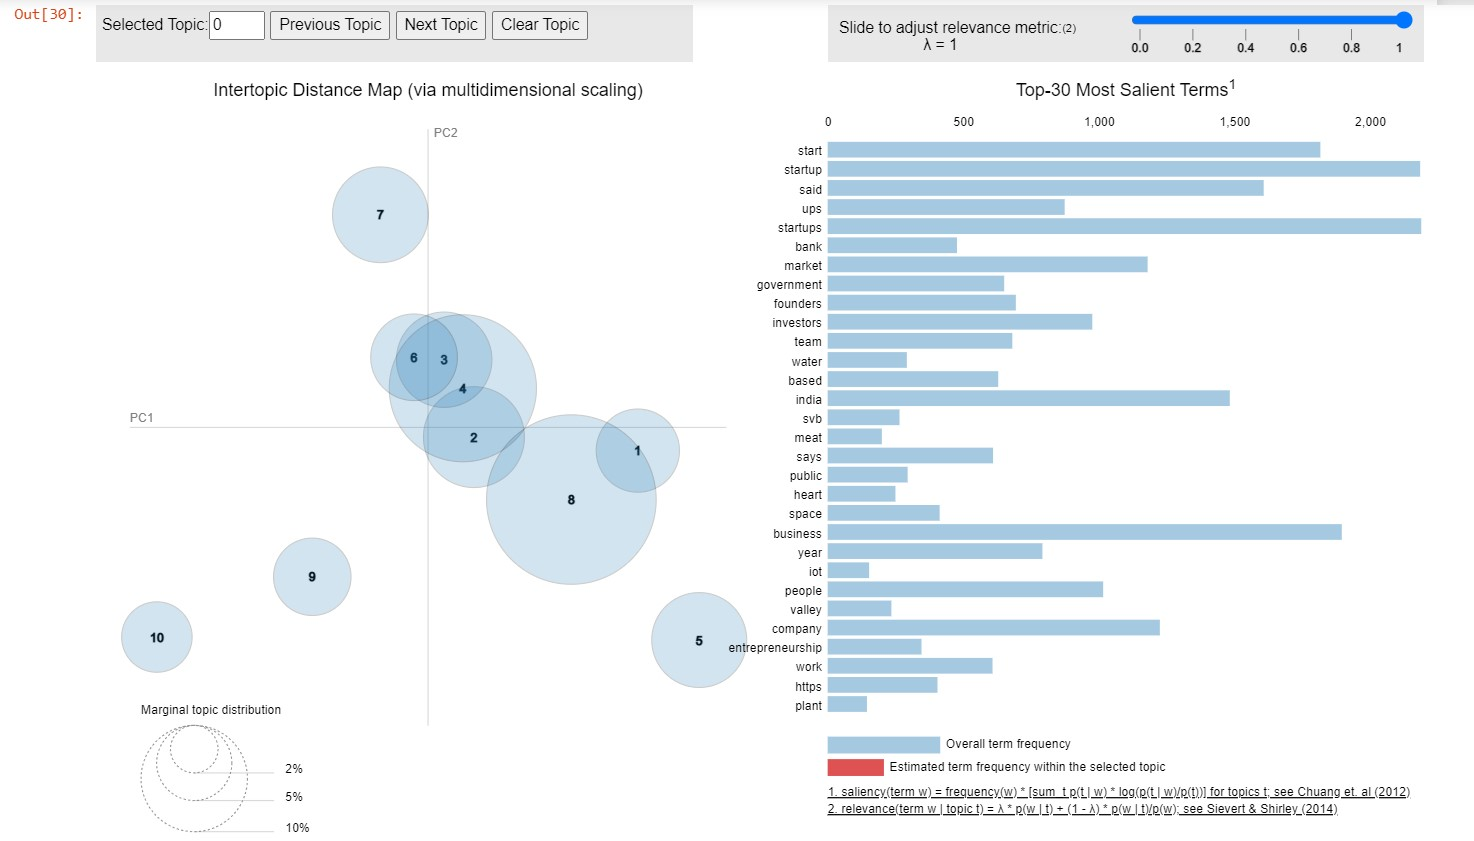 Out[30]:
Selected Topic: 0 Previous Topic Next Topic Clear Topic
Slide to adjust relevance metric:(2)
λ = 1
0.0 0.2 0.4 0.6 0.8 1
Intertopic Distance Map (via multidimensional scaling)
PC2
PC1
7
6
3
4
2
1
8
9
10
5
Marginal topic distribution
2%
5%
10%
Top-30 Most Salient Terms1
0 500 1,000 1,500 2,000
start
startup
said
ups
startups
bank
market
government
founders
investors
team
water
based
india
svb
meat
says
public
heart
space
business
year
iot
people
valley
company
entrepreneurship
work
https
plant
Overall term frequency
Estimated term frequency within the selected topic
1. saliency(term w) = frequency(w) * [sum_t p(t | w) * log(p(t | w)/p(t))] for topics t; see Chuang et. al (2012)
2. relevance(term w | topic t) = λ * p(w | t) + (1 - λ) * p(w | t)/p(w); see Sievert & Shirley (2014)